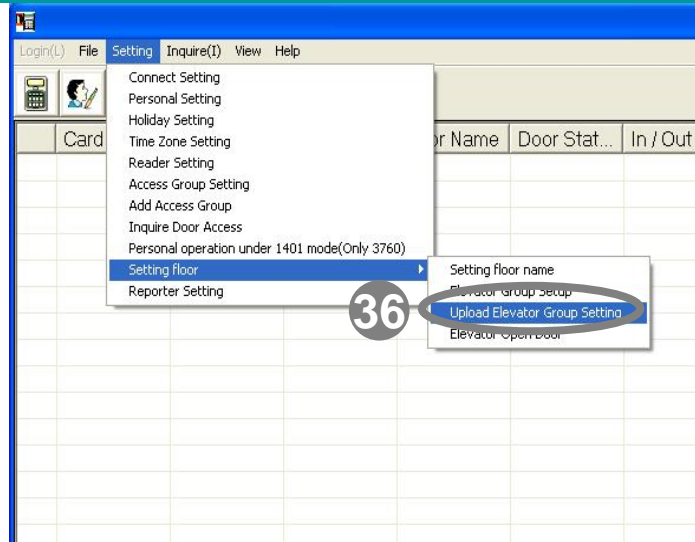 Login(L) File Setting Inquire(I) View Help
Connect Setting
Personal Setting
Holiday Setting
Time Zone Setting
Reader Setting
Access Group Setting
Add Access Group
Inquire Door Access
Personal operation under 1401 mode(Only 3760)
Setting floor
Reporter Setting
Card
Name Door Stat... In / Out
Setting floor name
Elevator Group Setup
36
Upload Elevator Group Setting
Elevator Open Door